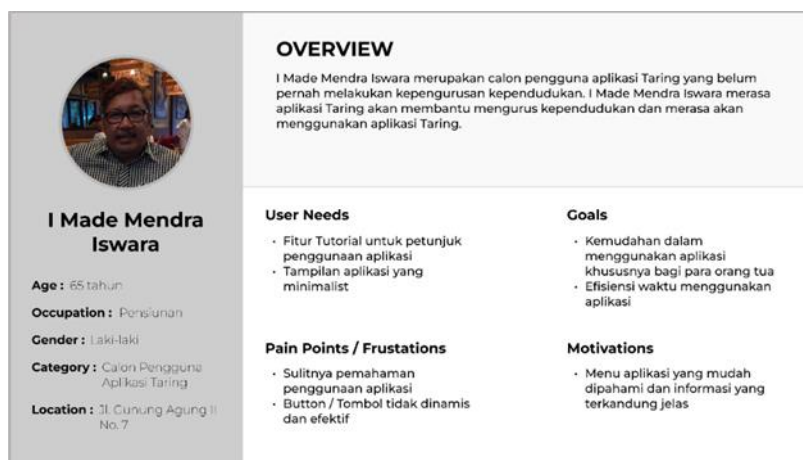 I Made Mendra
Iswara
Age : 65 tahun
Occupation : Pensiunan
Gender : Laki-laki
Category : Calon Pengguna
Aplikasi Taring
Location : Jl. Gunung Agung II
No. 7
OVERVIEW
I Made Mendra Iswara merupakan calon pengguna aplikasi Taring yang belum
pernah melakukan kepengurusan kependudukan. I Made Mendra Iswara merasa
aplikasi Taring akan membantu mengurus kependudukan dan merasa akan
menggunakan aplikasi Taring.
User Needs
• Fitur Tutorial untuk petunjuk
penggunaan aplikasi
• Tampilan aplikasi yang
minimalist
Goals
• Kemudahan dalam
menggunakan aplikasi
khususnya bagi para orang tua
• Efisiensi waktu menggunakan
aplikasi
Pain Points / Frustations
• Sulitnya pemahaman
penggunaan aplikasi
• Button / Tombol tidak dinamis
dan efektif
Motivations
• Menu aplikasi yang mudah
dipahami dan informasi yang
terkandung jelas